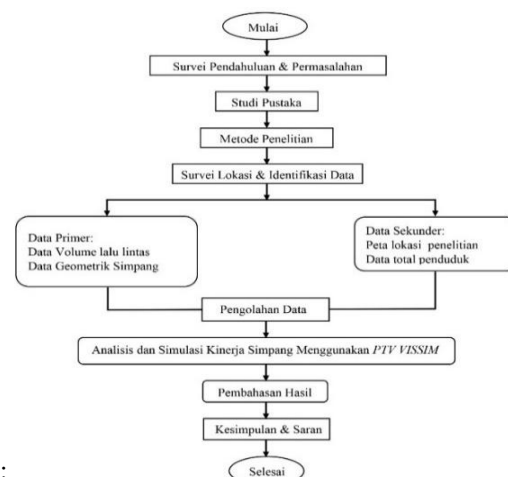 Mulai
Survei Pendahuluan & Permasalahan
Studi Pustaka
Metode Penelitian
Survei Lokasi & Identifikasi Data
Data Primer:
Data Volume lalu lintas
Data Geometrik Simpang
Data Sekunder:
Peta lokasi penelitian
Data total penduduk
Pengolahan Data
Analisis dan Simulasi Kinerja Simpang Menggunakan PTV VISSIM
Pembahasan Hasil
Kesimpulan & Saran
:
Selesai